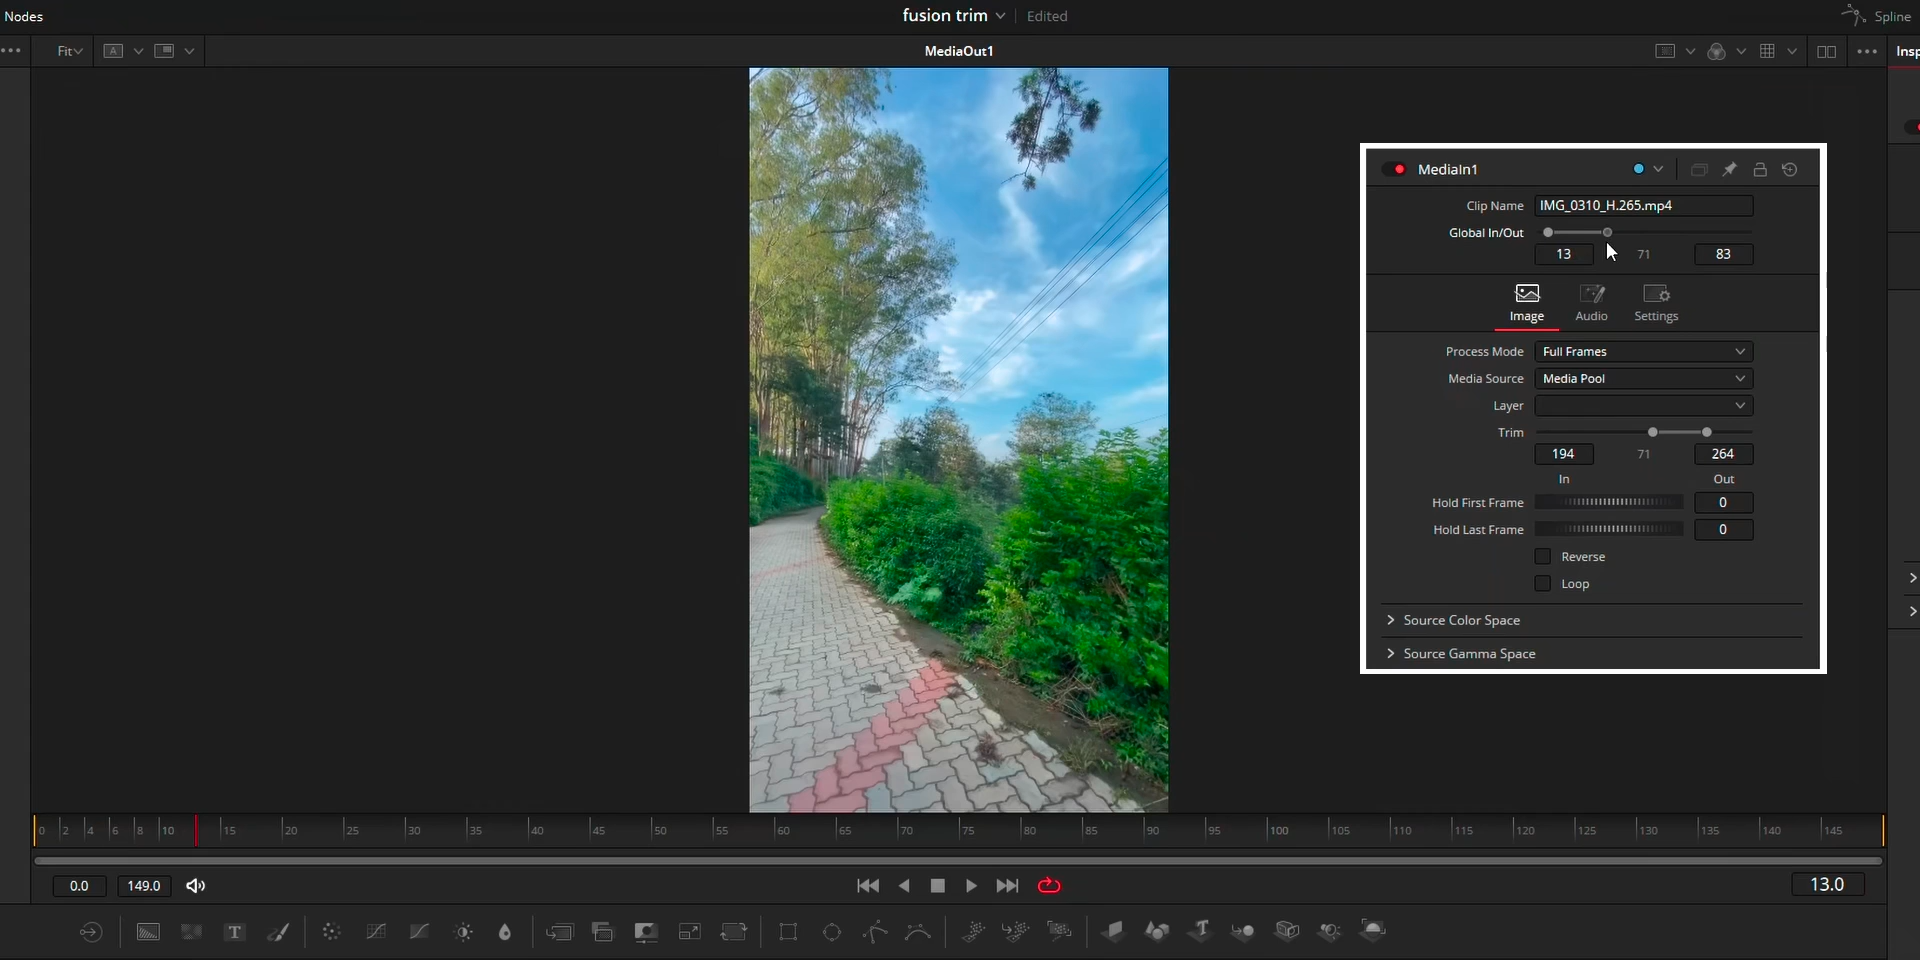 Nodes
fusion trim
Edited
Spline
Fit
A
MediaOut1
Insp
MediaIn1
Clip Name
IMG_0310_H.265.mp4
Global In/Out
13
71
83
Image
Audio
Settings
Process Mode
Full Frames
Media Source
Media Pool
Layer
Trim
194
71
264
In
Out
Hold First Frame
0
Hold Last Frame
0
Reverse
Loop
Source Color Space
Source Gamma Space
0 2 4 6 8 10 15 20 25 30 35 40 45 50 55 60 65 70 75 80 85 90 95 100 105 110 115 120 125 130 135 140 145
0.0
149.0
13.0
T
T